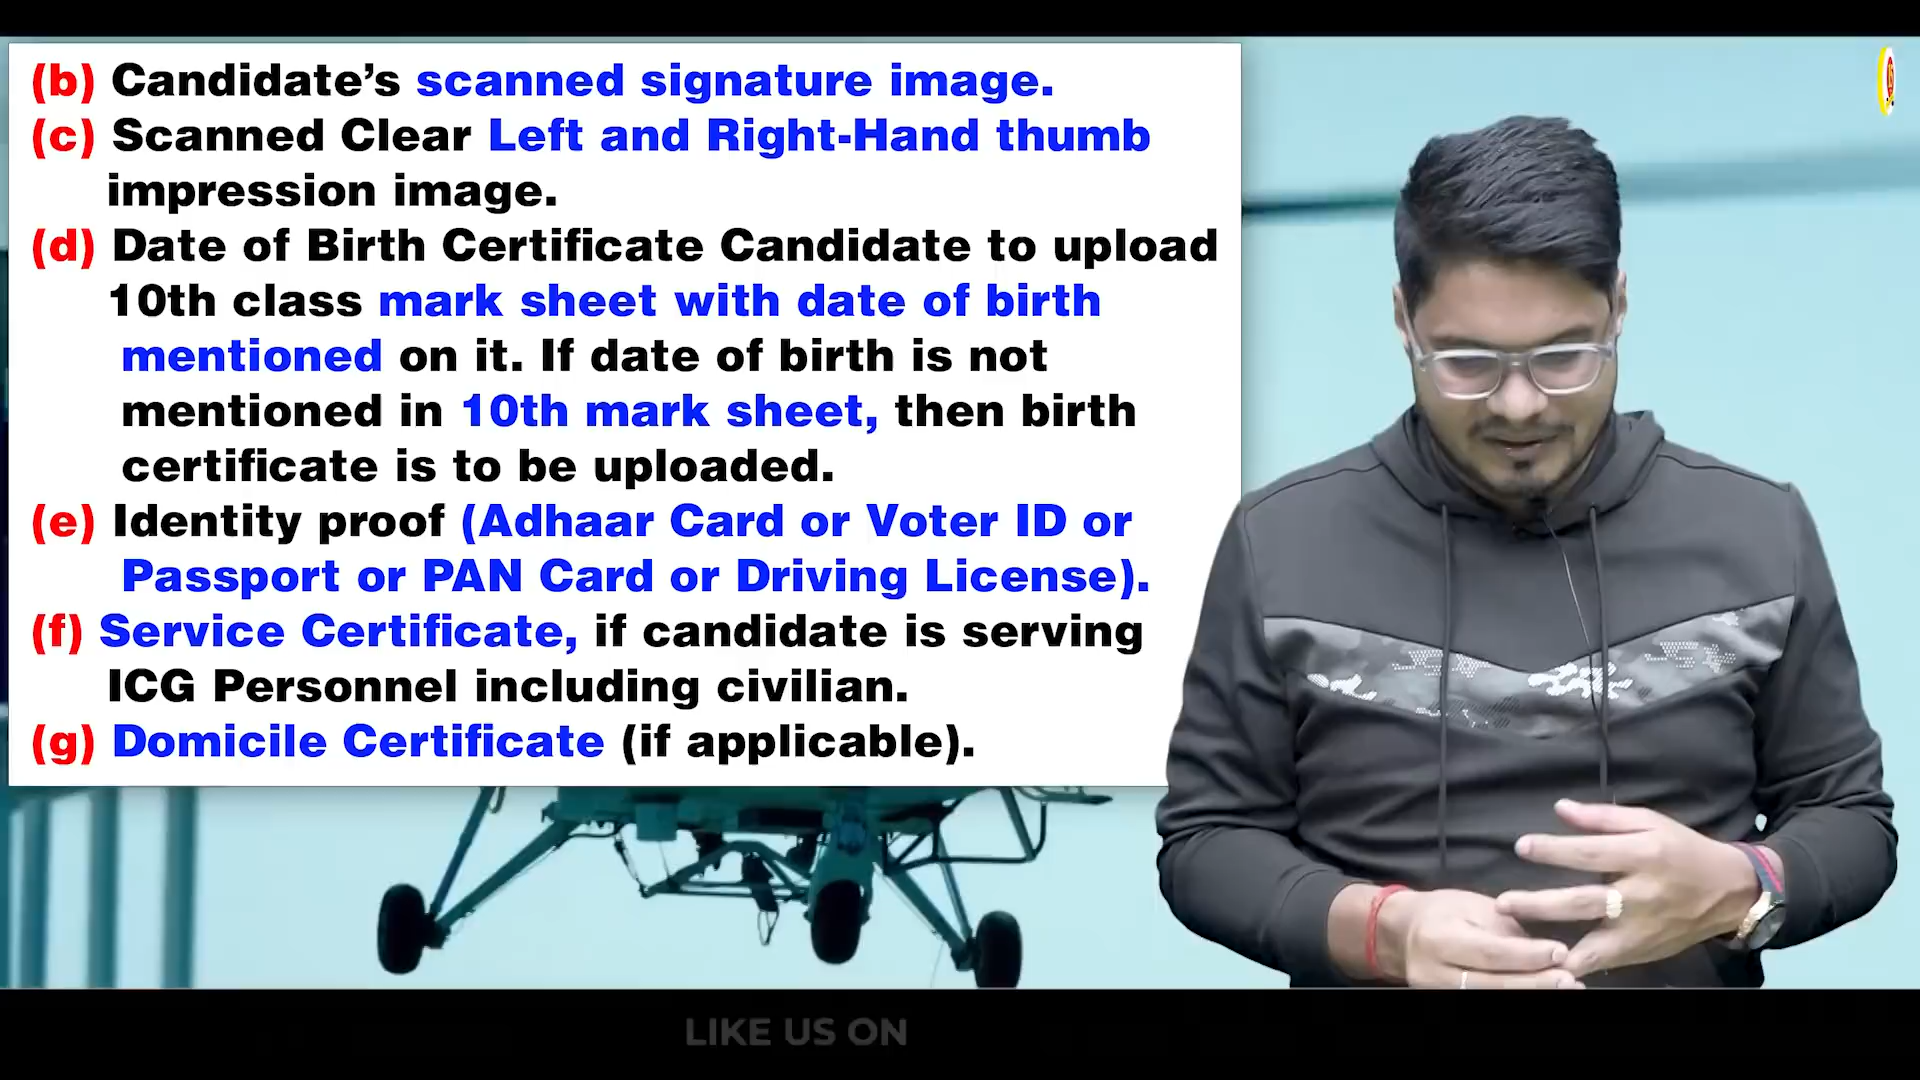 (b) Candidate’s scanned signature image.
(c) Scanned Clear Left and Right-Hand thumb
impression image.
(d) Date of Birth Certificate Candidate to upload
10th class mark sheet with date of birth
mentioned on it. If date of birth is not
mentioned in 10th mark sheet, then birth
certificate is to be uploaded.
(e) Identity proof (Adhaar Card or Voter ID or
Passport or PAN Card or Driving License).
(f) Service Certificate, if candidate is serving
ICG Personnel including civilian.
(g) Domicile Certificate (if applicable).
LIKE US ON